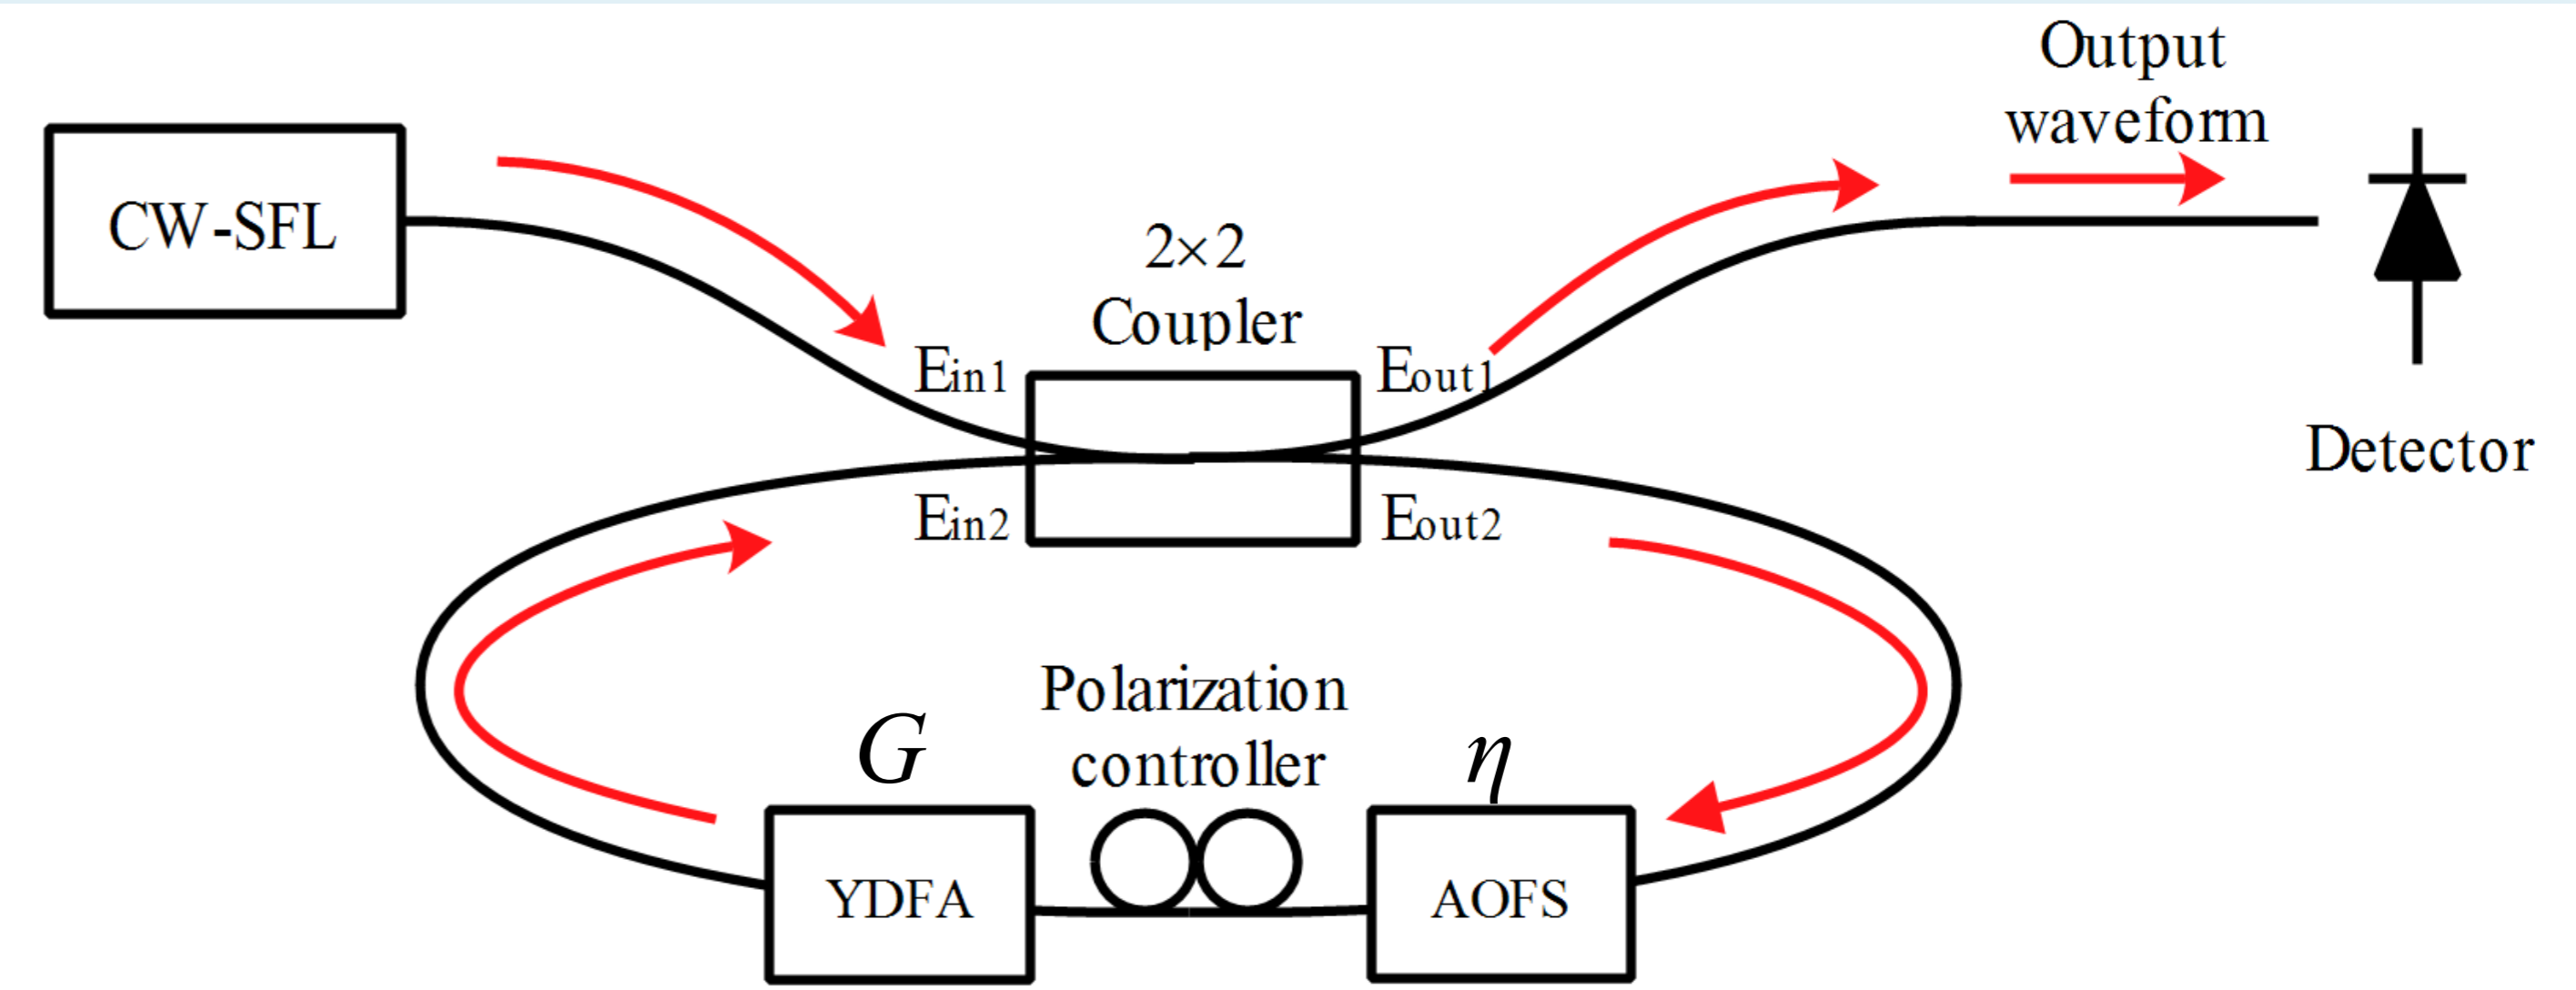 Output
waveform
CW-SFL
2×2
Coupler
Ein1
Eout1
Detector
Ein2
Eout2
Polarization
controller
G
η
YDFA
AOFS